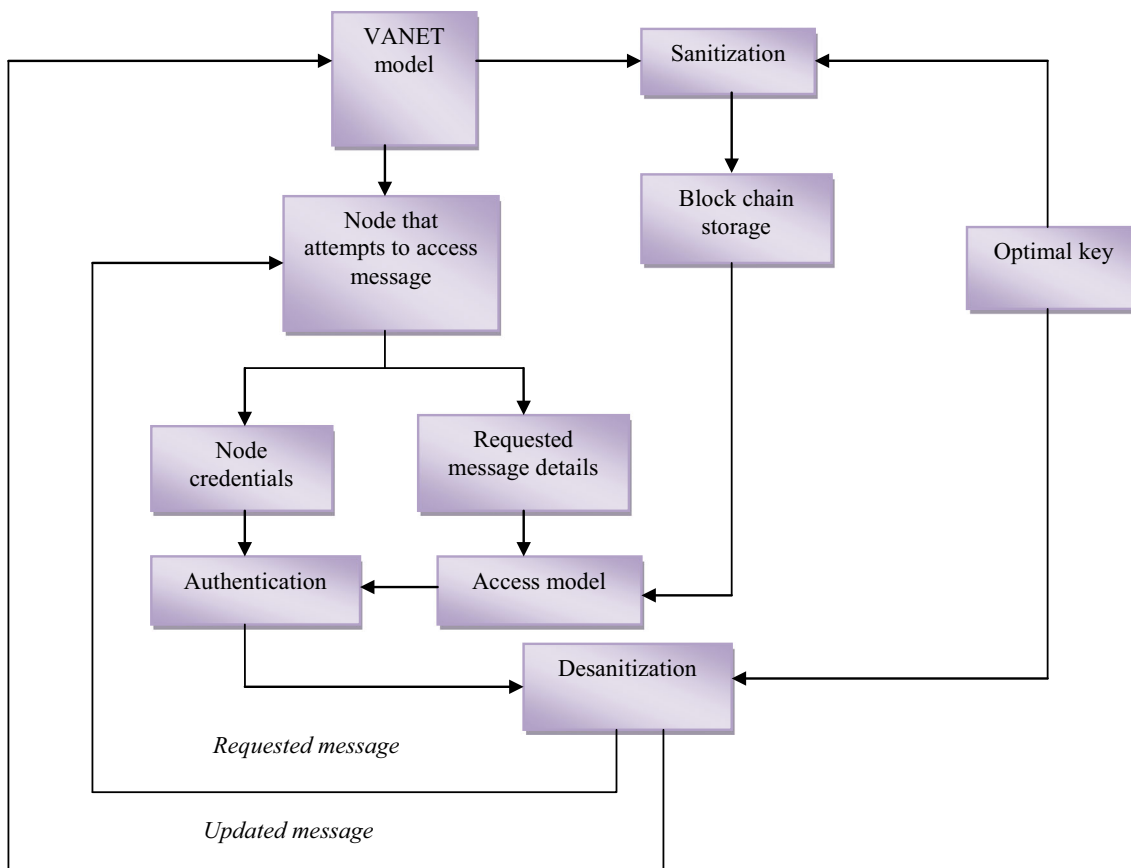 VANET
model
Sanitization
Node that
attempts to access
message
Block chain
storage
Optimal key
Node
credentials
Requested
message details
Authentication
Access model
Desanitization
Requested message
Updated message